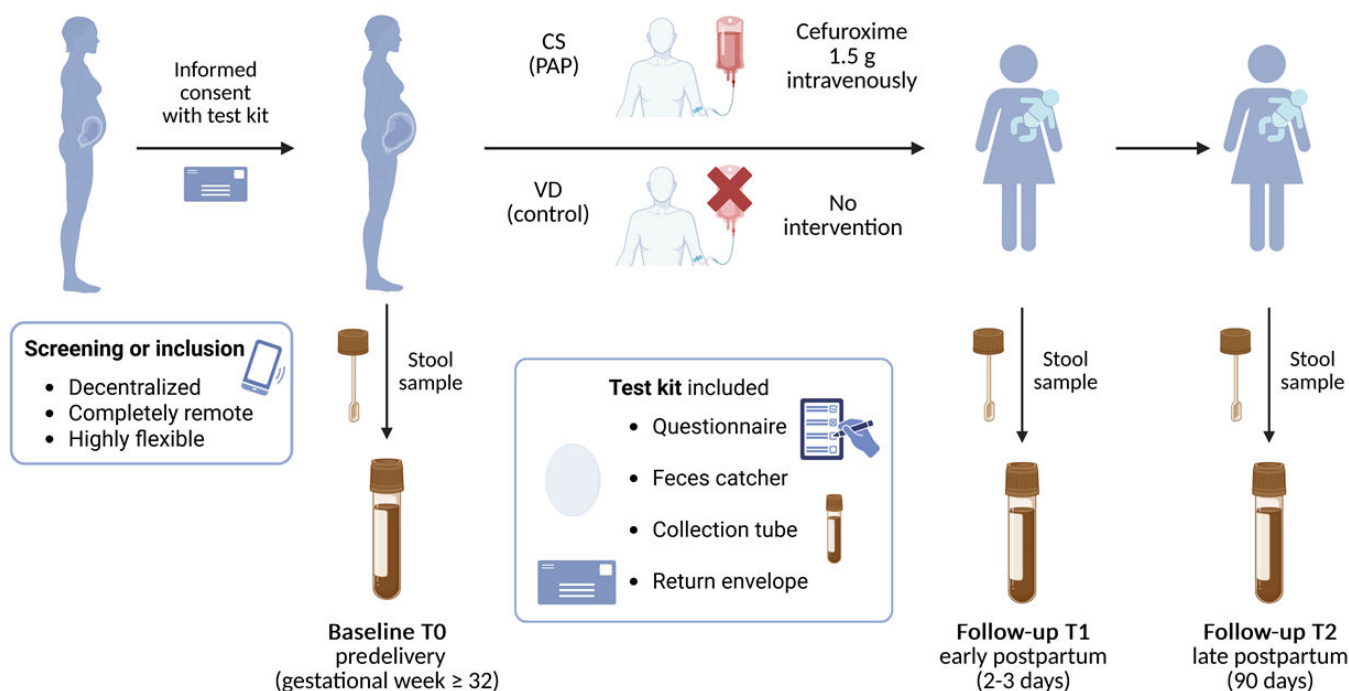 Informed
consent
with test kit
CS
(PAP)
Cefuroxime
1.5 g
intravenously
VD
(control)
No
intervention
Screening or inclusion
• Decentralized
• Completely remote
• Highly flexible
Stool
sample
Test kit included
• Questionnaire
• Feces catcher
• Collection tube
• Return envelope
Stool
sample
Stool
sample
Baseline T0
predelivery
(gestational week ≥ 32)
Follow-up T1
early postpartum
(2-3 days)
Follow-up T2
late postpartum
(90 days)